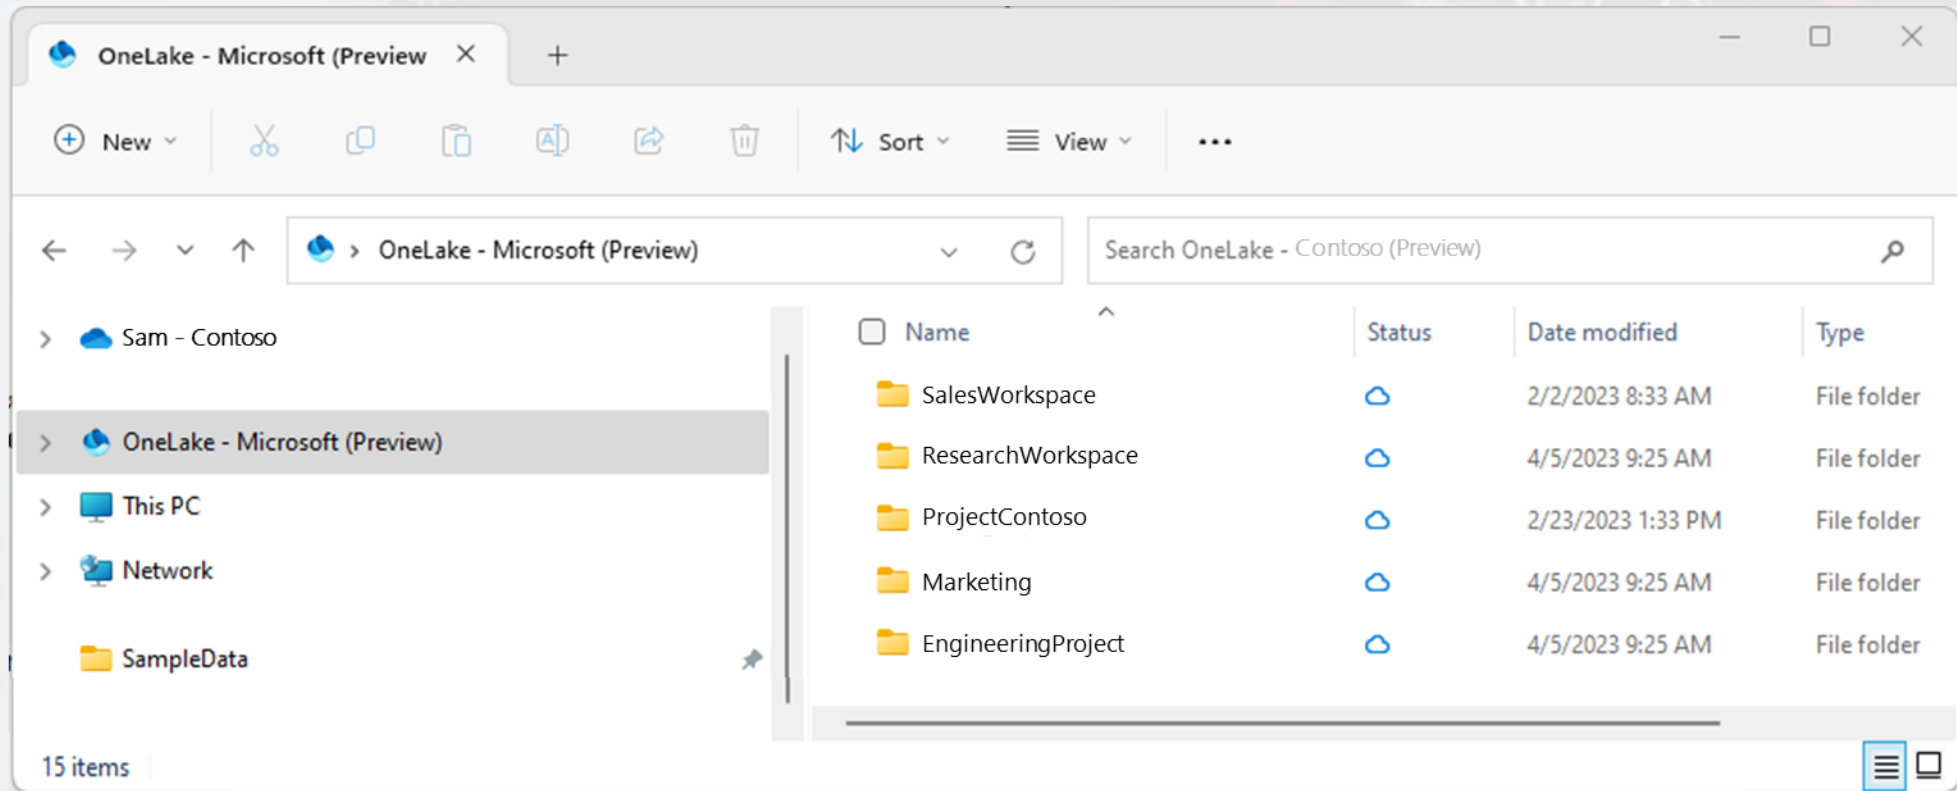 OneLake - Microsoft (Preview
New
Sort
View
OneLake - Microsoft (Preview)
Search OneLake - Contoso (Preview)
Sam - Contoso
OneLake - Microsoft (Preview)
This PC
Network
SampleData
Name Status Date modified Type
SalesWorkspace 2/2/2023 8:33 AM File folder
ResearchWorkspace 4/5/2023 9:25 AM File folder
ProjectContoso 2/23/2023 1:33 PM File folder
Marketing 4/5/2023 9:25 AM File folder
EngineeringProject 4/5/2023 9:25 AM File folder
15 items